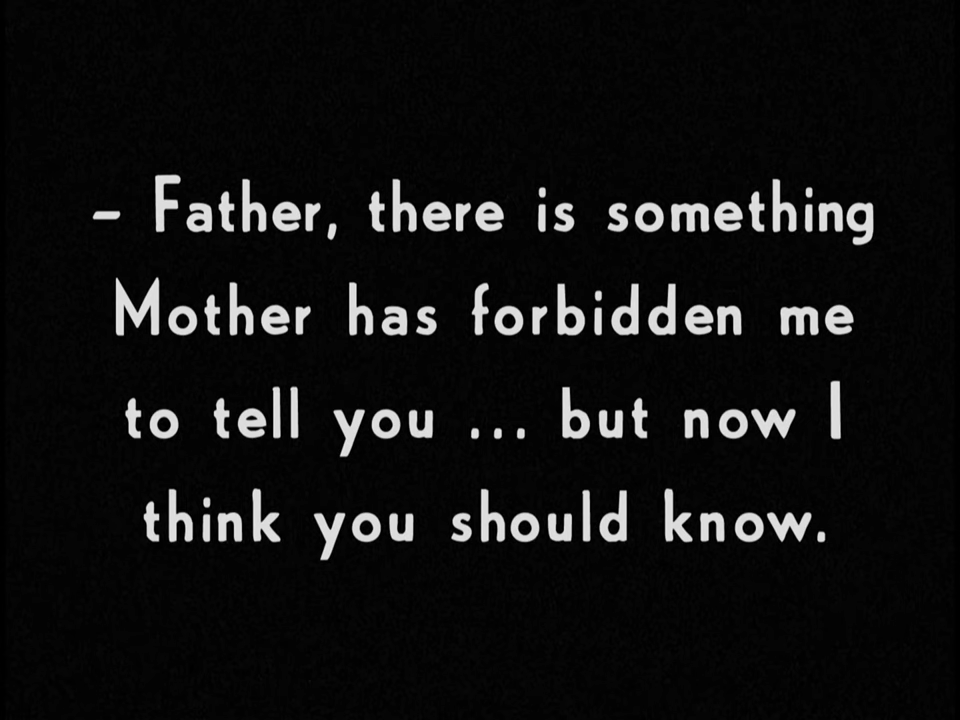 – Father, there is something
Mother has forbidden me
to tell you ... but now I
think you should know.